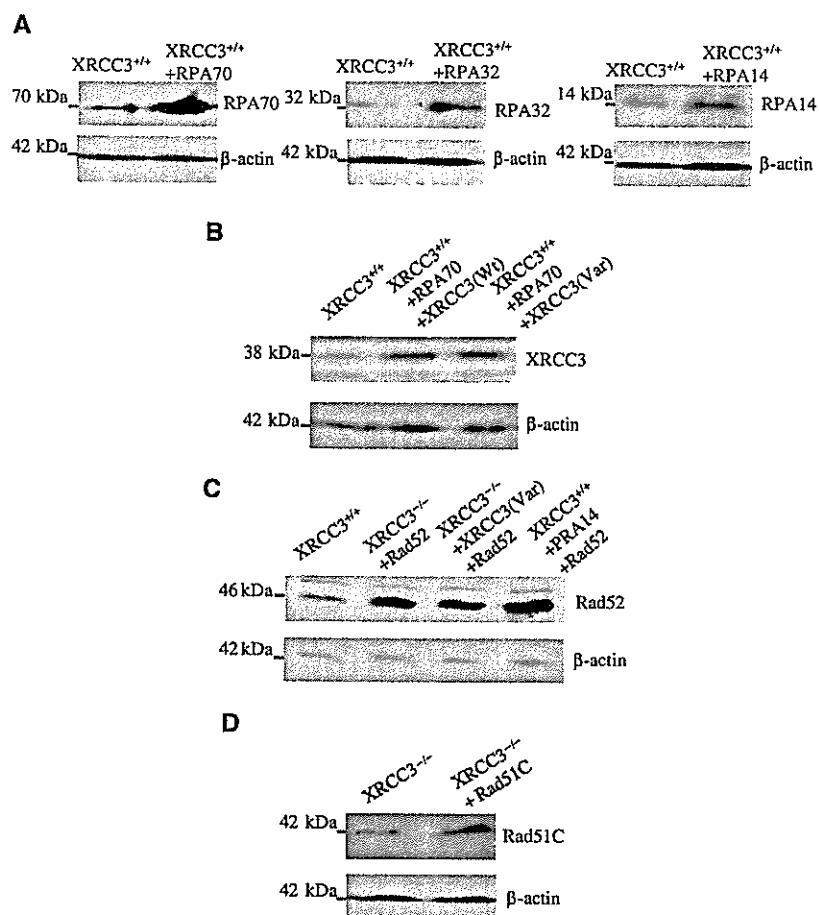 A
XRCC3+/+
XRCC3+/+
+RPA70
70 kDa
RPA70
42 kDa
β-actin
XRCC3+/+
XRCC3+/+
+RPA32
32 kDa
RPA32
42 kDa
β-actin
XRCC3+/+
XRCC3+/+
+RPA14
14 kDa
RPA14
42 kDa
β-actin
B
XRCC3+/+
XRCC3+/+
+RPA70
+XRCC3(Wt)
XRCC3+/+
+RPA70
+XRCC3(Var)
38 kDa
XRCC3
42 kDa
β-actin
C
XRCC3+/+
XRCC3−/−
+Rad52
XRCC3−/−
+XRCC3(Var)
+Rad52
XRCC3+/+
+PRA14
+Rad52
46 kDa
Rad52
42 kDa
β-actin
D
XRCC3−/−
XRCC3−/−
+Rad51C
42 kDa
Rad51C
42 kDa
β-actin